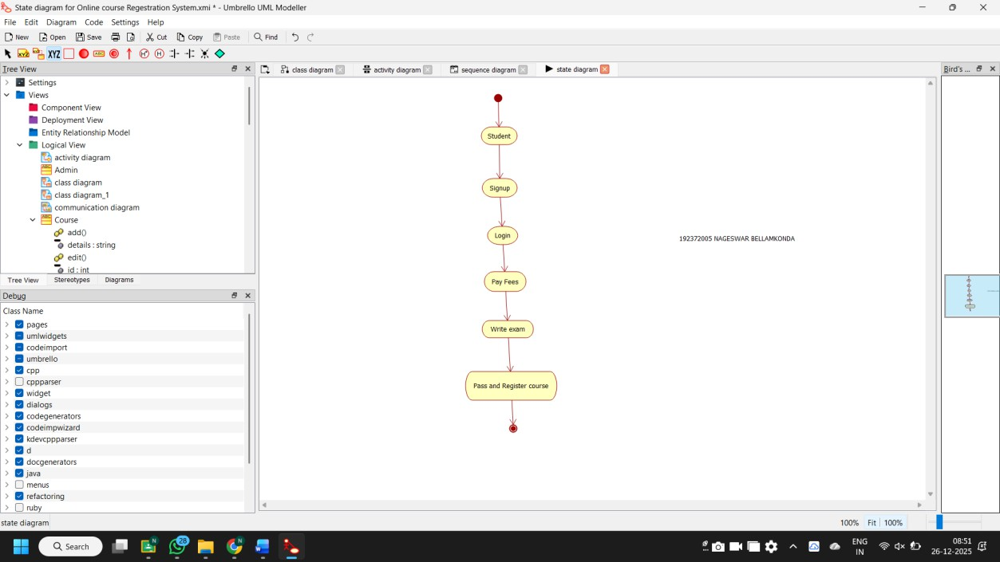 State diagram for Online course Regestration System.xmi * - Umbrello UML Modeller
File Edit Diagram Code Settings Help
New Open Save Cut Copy Paste Find
XYZ XYZ XYZ ABC H* H
Tree View
class diagram activity diagram sequence diagram state diagram
Bird's ...
Settings
Views
Component View
Deployment View
Entity Relationship Model
Logical View
activity diagram
Admin
class diagram
class diagram_1
communication diagram
Course
add()
details : string
edit()
id : int
Tree View Stereotypes Diagrams
Debug
Class Name
pages
umlwidgets
codeimport
umbrello
cpp
cppparser
widget
dialogs
codegenerators
codeimpwizard
kdevcppparser
d
docgenerators
java
menus
refactoring
ruby
Student
Signup
Login
Pay Fees
Write exam
Pass and Register course
192372005 NAGESWAR BELLAMKONDA
state diagram
100% Fit 100%
Search
N
28
N
ENG
IN
08:51
26-12-2025